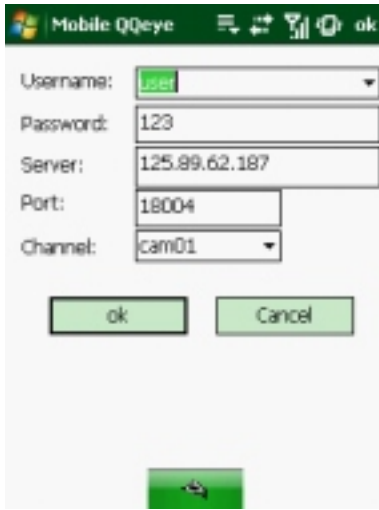 Mobile QQeye ok
Username: user
Password: 123
Server: 125.89.62.187
Port: 18004
Channel: cam01
ok Cancel